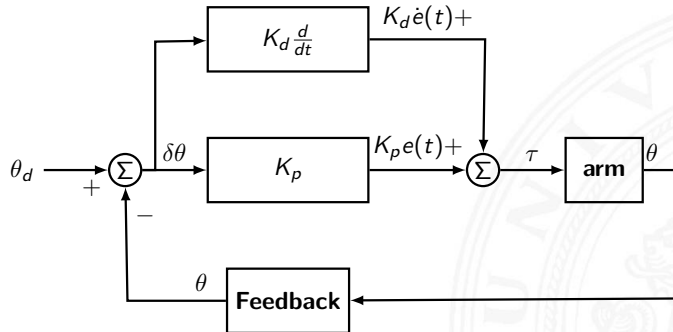 K_d d/dt
K_d ė(t)+
θ_d
+
Σ
δθ
K_p
K_p e(t)+
Σ
τ
arm
θ
−
θ
Feedback
U N I V